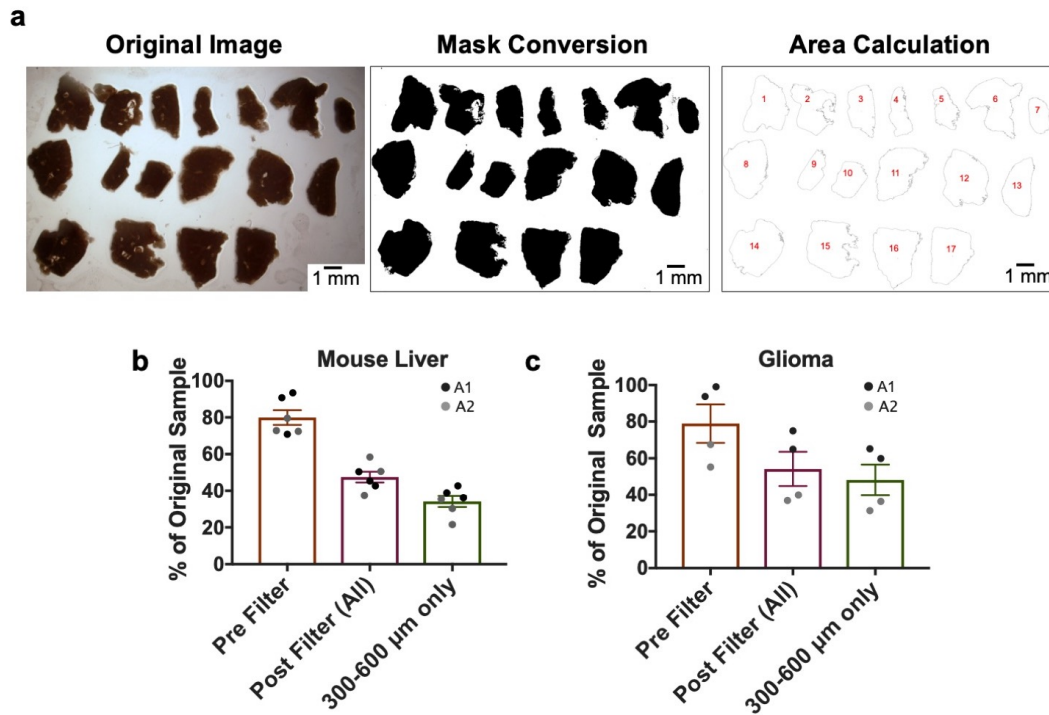 a
Original Image
Mask Conversion
Area Calculation
1 mm
1 mm
1
2
3
4
5
6
7
8
9
10
11
12
13
14
15
16
17
1 mm
b
Mouse Liver
A1
A2
% of Original Sample
100
80
60
40
20
0
Pre Filter
Post Filter (All)
300-600 µm only
c
Glioma
A1
A2
% of Original Sample
100
80
60
40
20
0
Pre Filter
Post Filter (All)
300-600 µm only